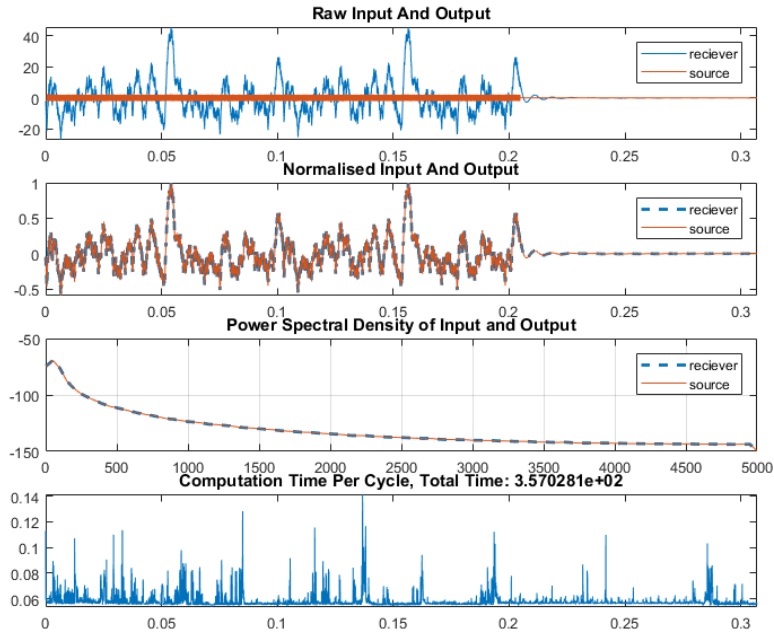 Raw Input And Output
40
20
0
-20
reciever
source
0 0.05 0.1 0.15 0.2 0.25 0.3
Normalised Input And Output
1
0.5
0
-0.5
reciever
source
0 0.05 0.1 0.15 0.2 0.25 0.3
Power Spectral Density of Input and Output
-50
-100
-150
reciever
source
0 500 1000 1500 2000 2500 3000 3500 4000 4500 5000
Computation Time Per Cycle, Total Time: 3.570281e+02
0.14
0.12
0.1
0.08
0.06
0 0.05 0.1 0.15 0.2 0.25 0.3